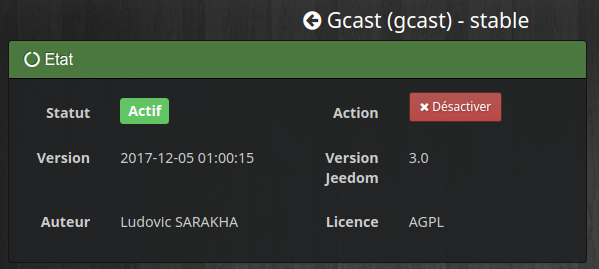 Gcast (gcast) - stable
Etat
Statut Actif Action Désactiver
Version 2017-12-05 01:00:15 Version Jeedom 3.0
Auteur Ludovic SARAKHA Licence AGPL